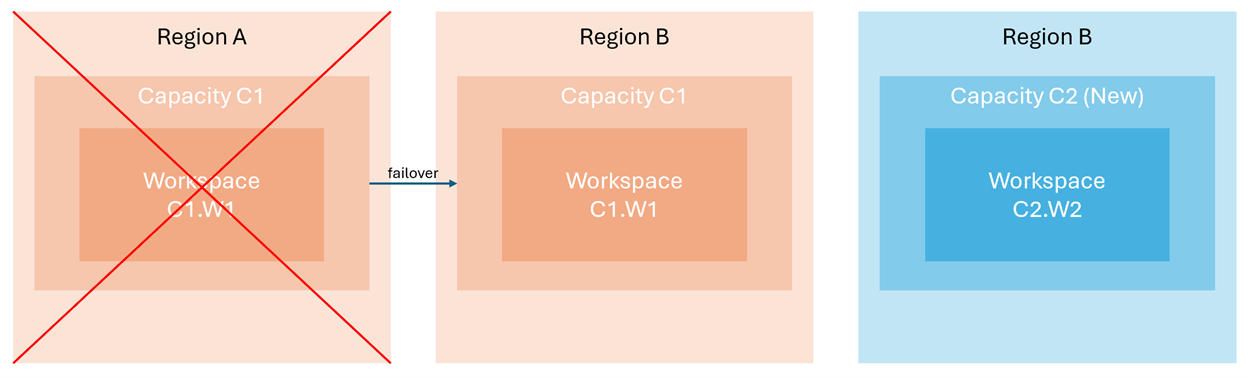 Region A
Capacity C1
Workspace
C1.W1
failover
Region B
Capacity C1
Workspace
C1.W1
Region B
Capacity C2 (New)
Workspace
C2.W2